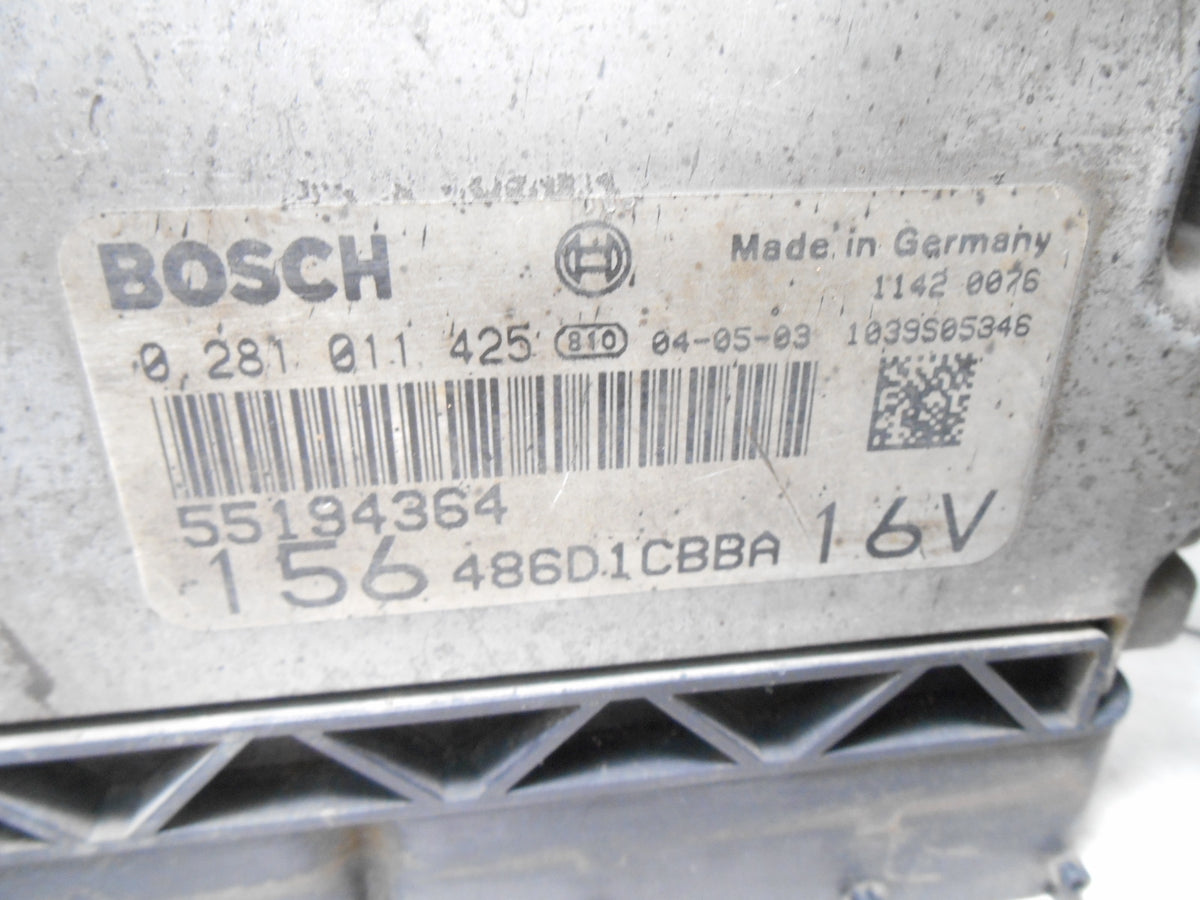 BOSCH
Made in Germany
1142 0076
0 281 011 425 810 04-05-03 1039S05346
55194364
156 486D1CBBA 16V